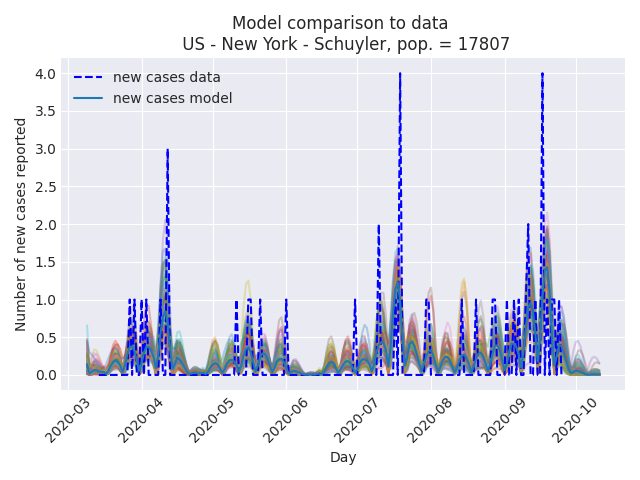 Model comparison to data
US - New York - Schuyler, pop. = 17807
new cases data
new cases model
Number of new cases reported
4.0
3.5
3.0
2.5
2.0
1.5
1.0
0.5
0.0
2020-03
2020-04
2020-05
2020-06
2020-07
2020-08
2020-09
2020-10
Day